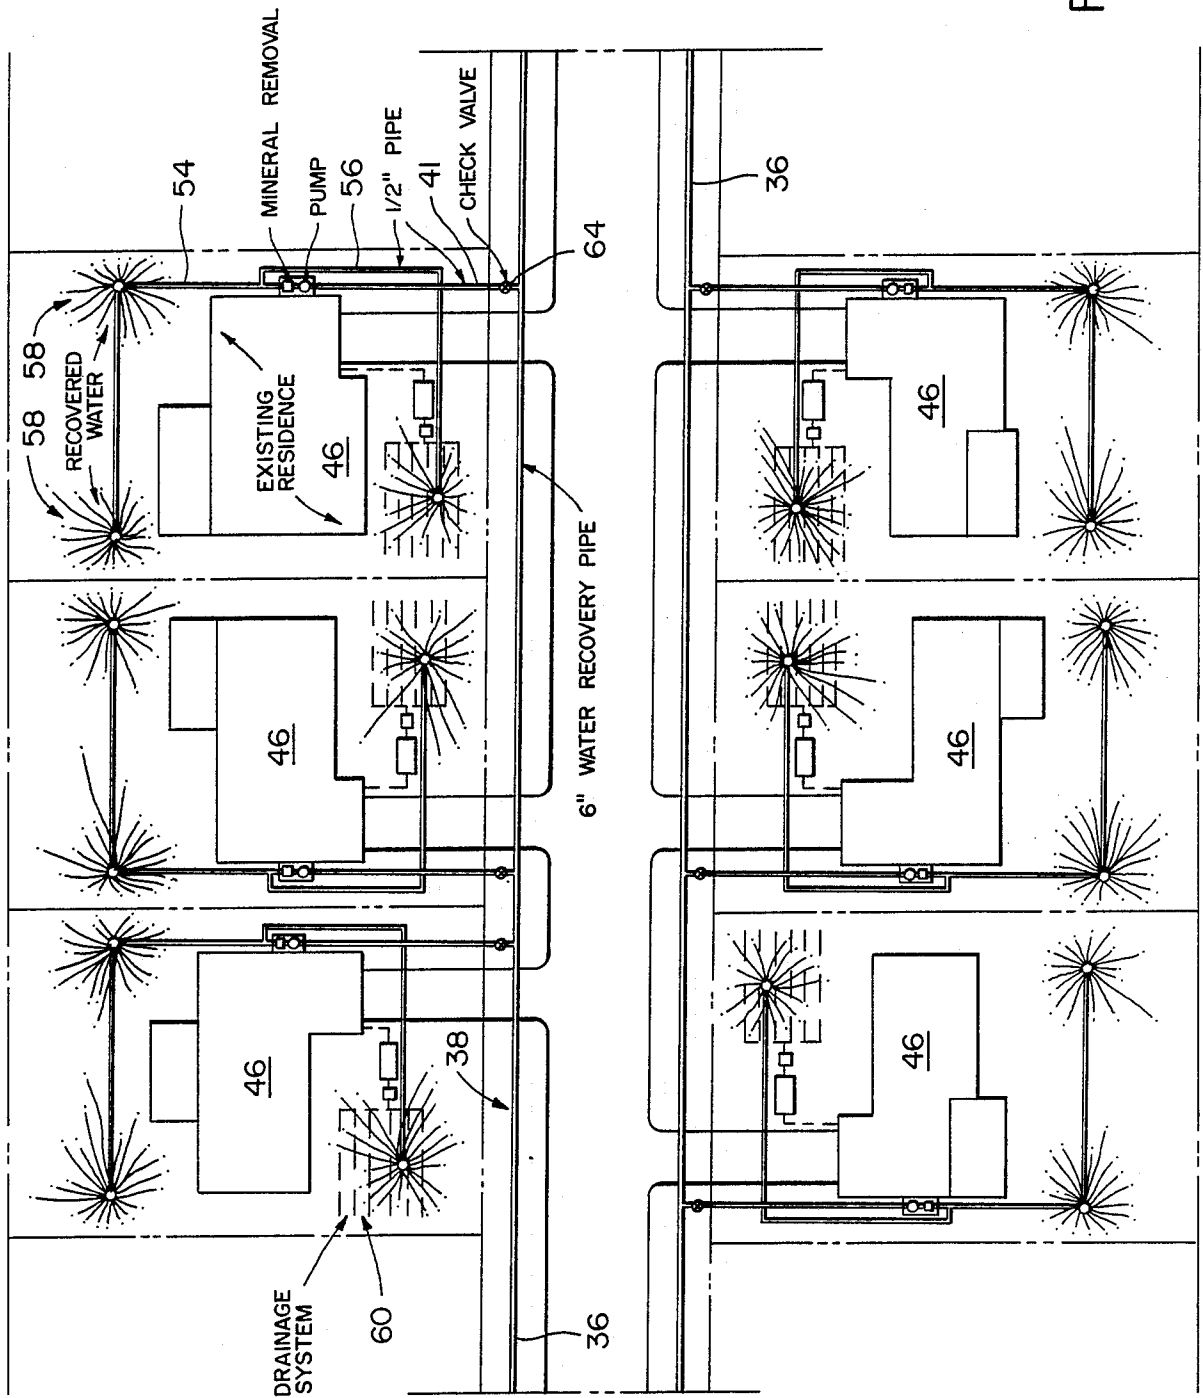 F
58
58
RECOVERED
WATER
54
MINERAL REMOVAL
PUMP
56
1/2" PIPE
41
CHECK VALVE
64
EXISTING
RESIDENCE
46
46
46
6" WATER RECOVERY PIPE
38
DRAINAGE
SYSTEM
60
36
36
46
46
46